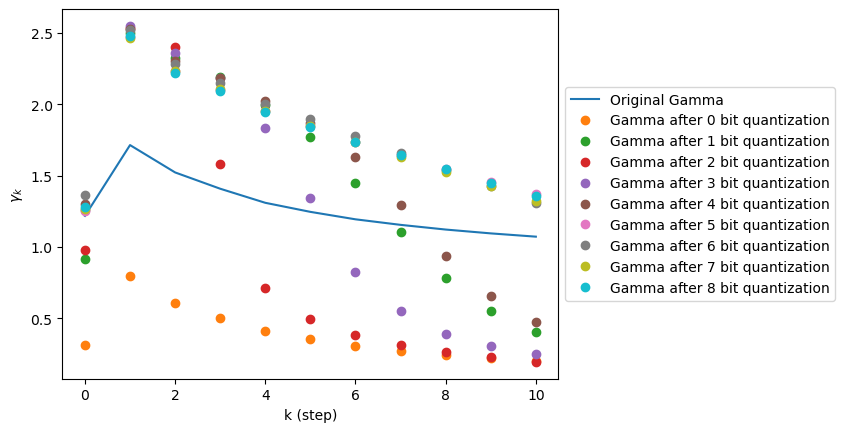 2.5
2.0
1.5
1.0
0.5
γk
0 2 4 6 8 10
k (step)
Original Gamma
Gamma after 0 bit quantization
Gamma after 1 bit quantization
Gamma after 2 bit quantization
Gamma after 3 bit quantization
Gamma after 4 bit quantization
Gamma after 5 bit quantization
Gamma after 6 bit quantization
Gamma after 7 bit quantization
Gamma after 8 bit quantization